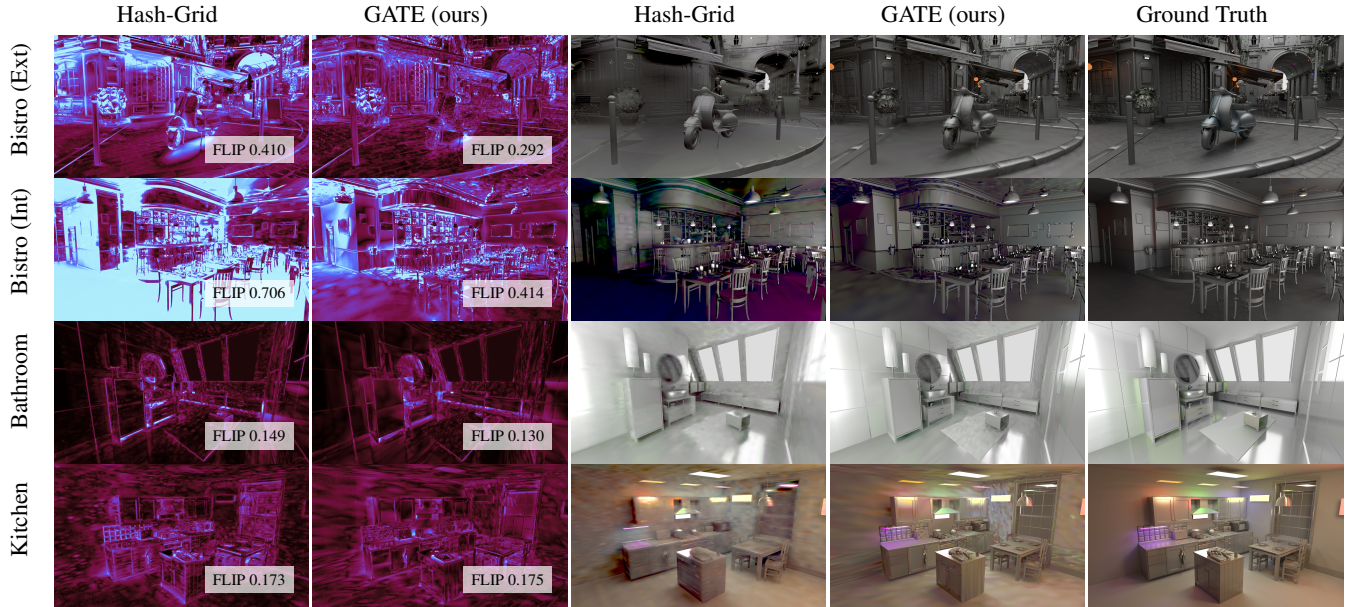 Hash-Grid
GATE (ours)
Hash-Grid
GATE (ours)
Ground Truth
Bistro (Ext)
FLIP 0.410
FLIP 0.292
Bistro (Int)
FLIP 0.706
FLIP 0.414
Bathroom
FLIP 0.149
FLIP 0.130
Kitchen
FLIP 0.173
FLIP 0.175